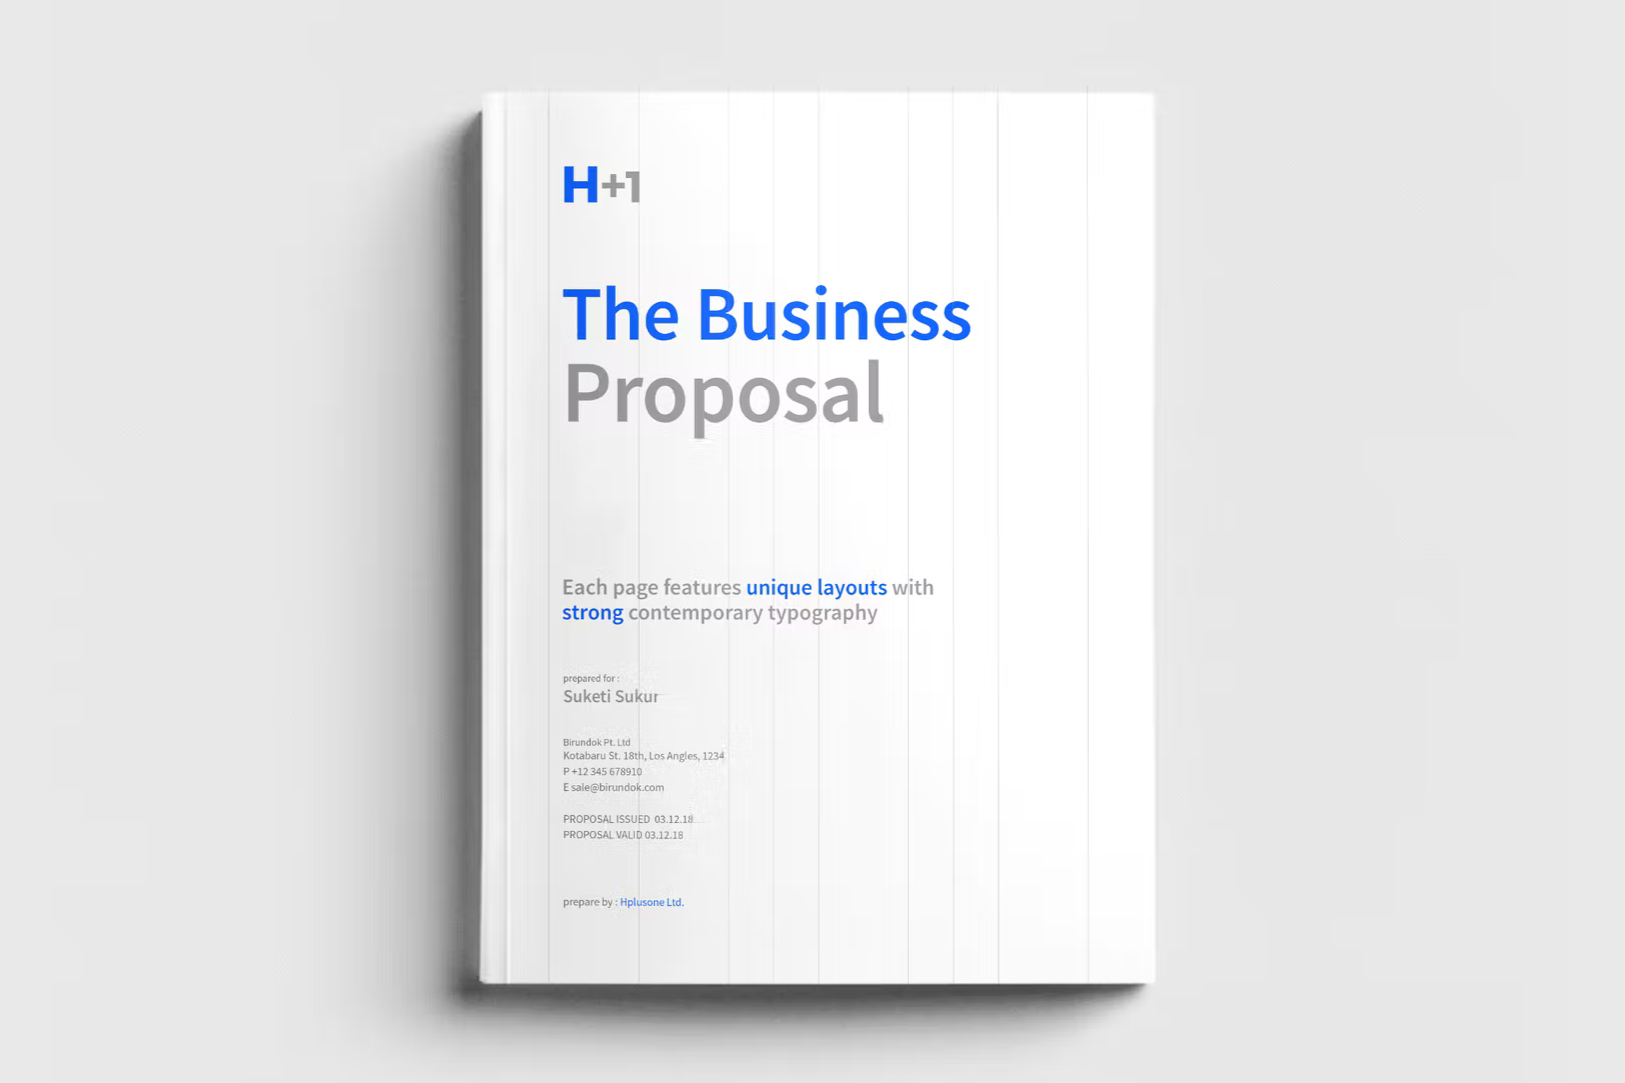 H+1
The Business
Proposal
Each page features unique layouts with
strong contemporary typography
prepared for :
Suketi Sukur
Birundok Pt. Ltd
Kotabaru St. 18th, Los Angles, 1234
P +12 345 678910
E sale@birundok.com
PROPOSAL ISSUED 03.12.18
PROPOSAL VALID 03.12.18
prepare by : Hplusone Ltd.